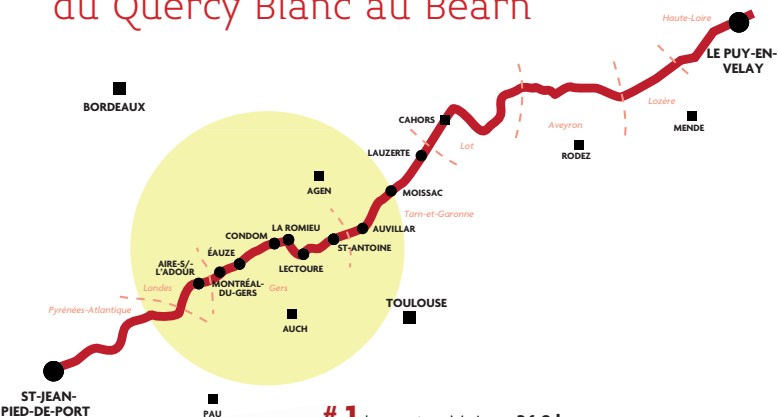 du Quercy Blanc au Béarn
Haute-Loire
LE PUY-EN-
VELAY
BORDEAUX
CAHORS
Lozère
MENDE
Aveyron
RODEZ
Lot
LAUZERTE
AGEN
MOISSAC
Tarn-et-Garonne
AUVILLAR
LA ROMIEU
CONDOM
ST-ANTOINE
ÉAUZE
LECTOURE
AIRE-S/-
L'ADOUR
MONTRÉAL-
DU-GERS
Landes
Gers
Pyrénées-Atlantique
TOULOUSE
AUCH
ST-JEAN-
PIED-DE-PORT
PAU
# 1